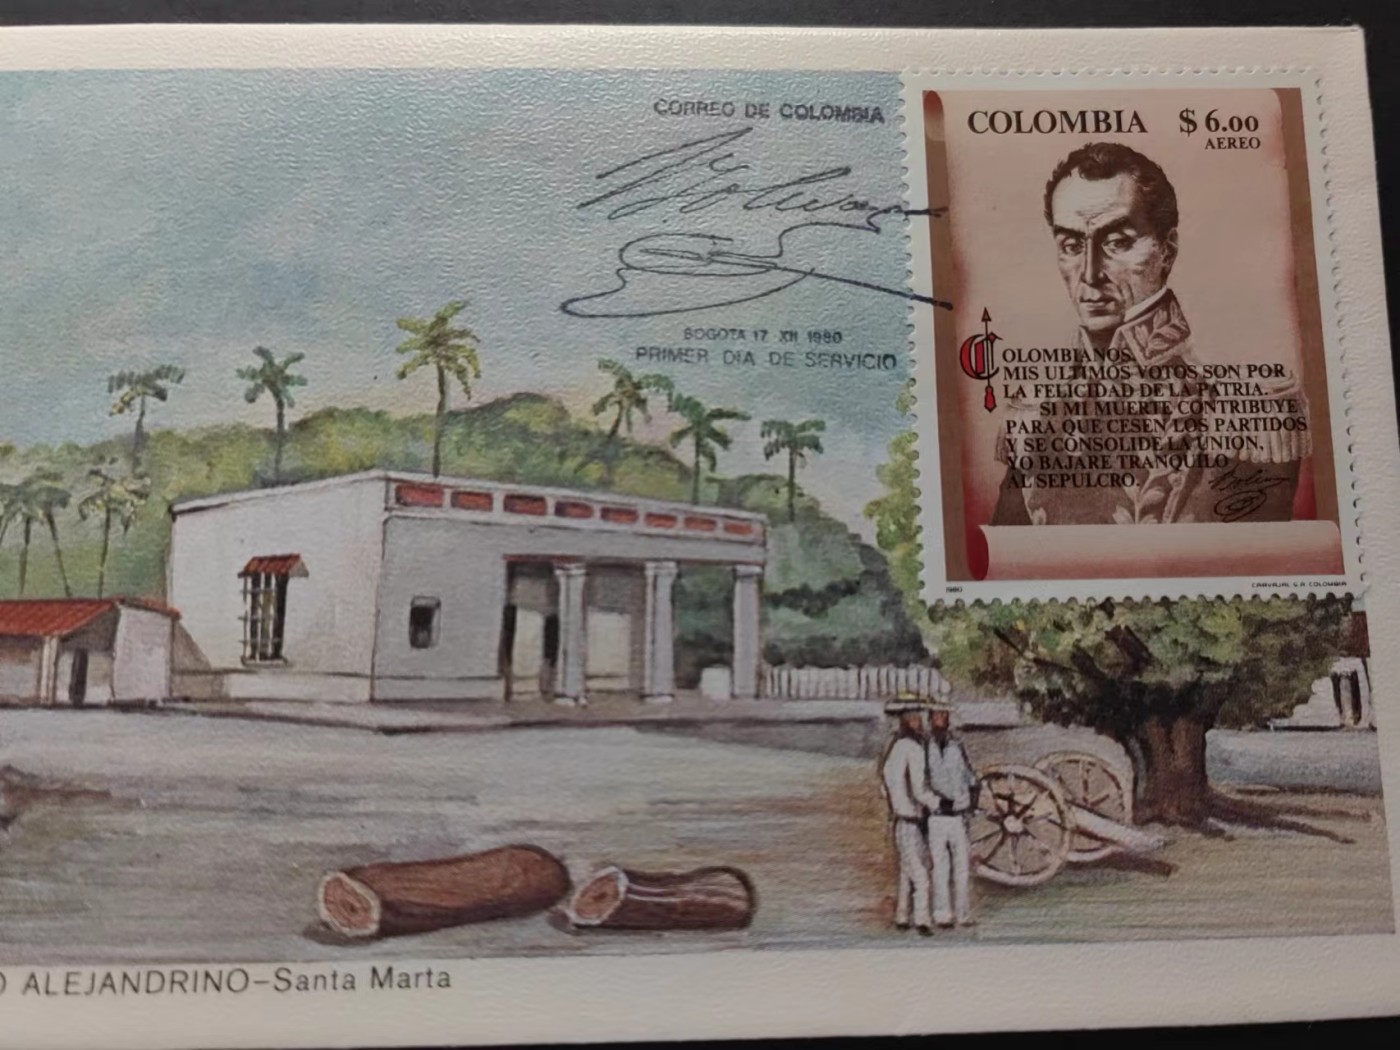 CORREO DE COLOMBIA
BOGOTA 17 XII 1980
PRIMER DIA DE SERVICIO
COLOMBIA $6.00
AEREO
COLOMBIANOS,
MIS ULTIMOS VOTOS SON POR
LA FELICIDAD DE LA PATRIA.
SI MI MUERTE CONTRIBUYE
PARA QUE CESEN LOS PARTIDOS
Y SE CONSOLIDE LA UNION,
YO BAJARE TRANQUILO
AL SEPULCRO.
1980 CARVAJAL S.A. COLOMBIA
O ALEJANDRINO-Santa Marta